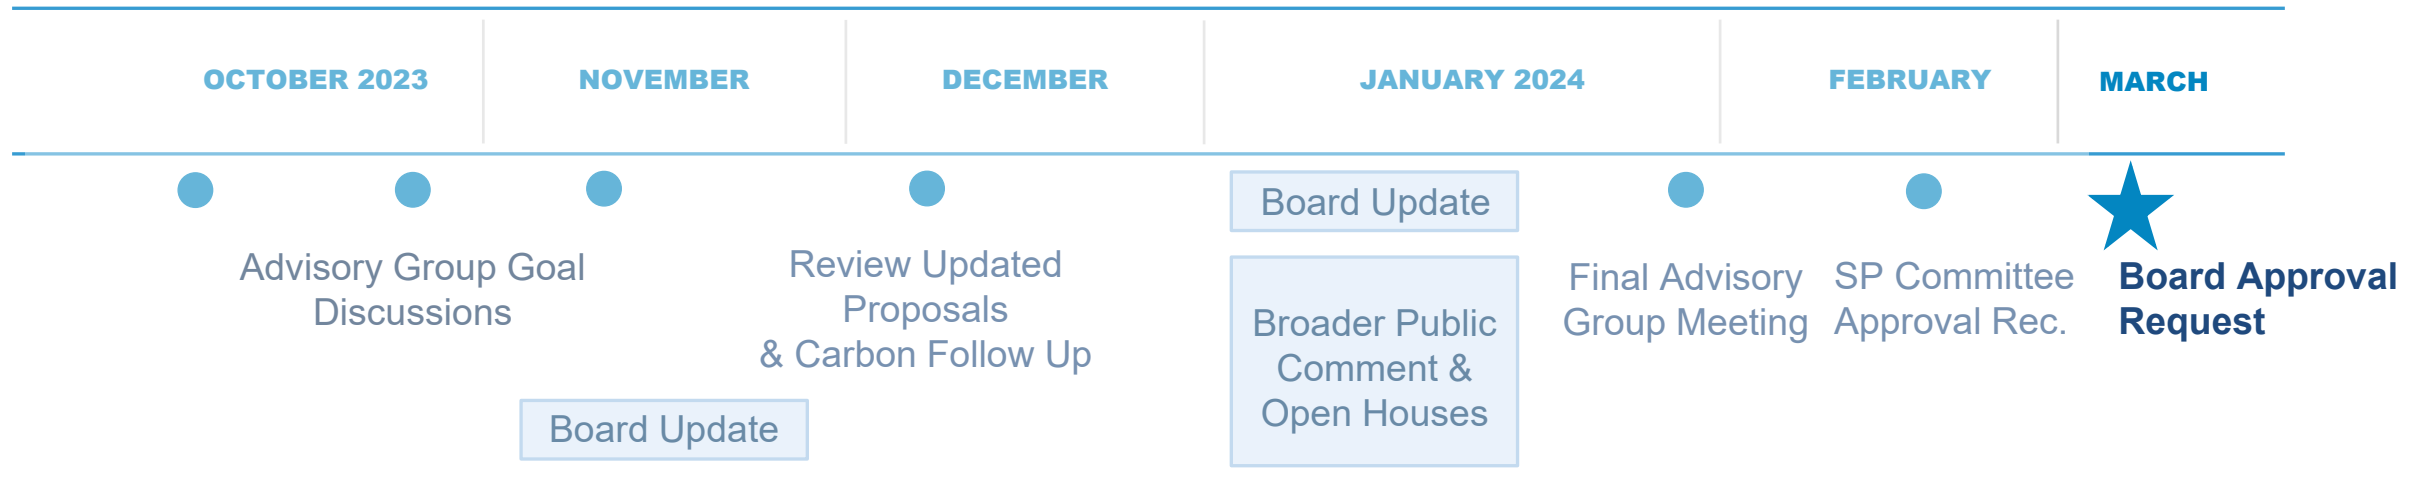 OCTOBER 2023
NOVEMBER
DECEMBER
JANUARY 2024
FEBRUARY
MARCH
Advisory Group Goal
Discussions
Board Update
Review Updated
Proposals
& Carbon Follow Up
Board Update
Broader Public
Comment &
Open Houses
Final Advisory
Group Meeting
SP Committee
Approval Rec.
Board Approval
Request